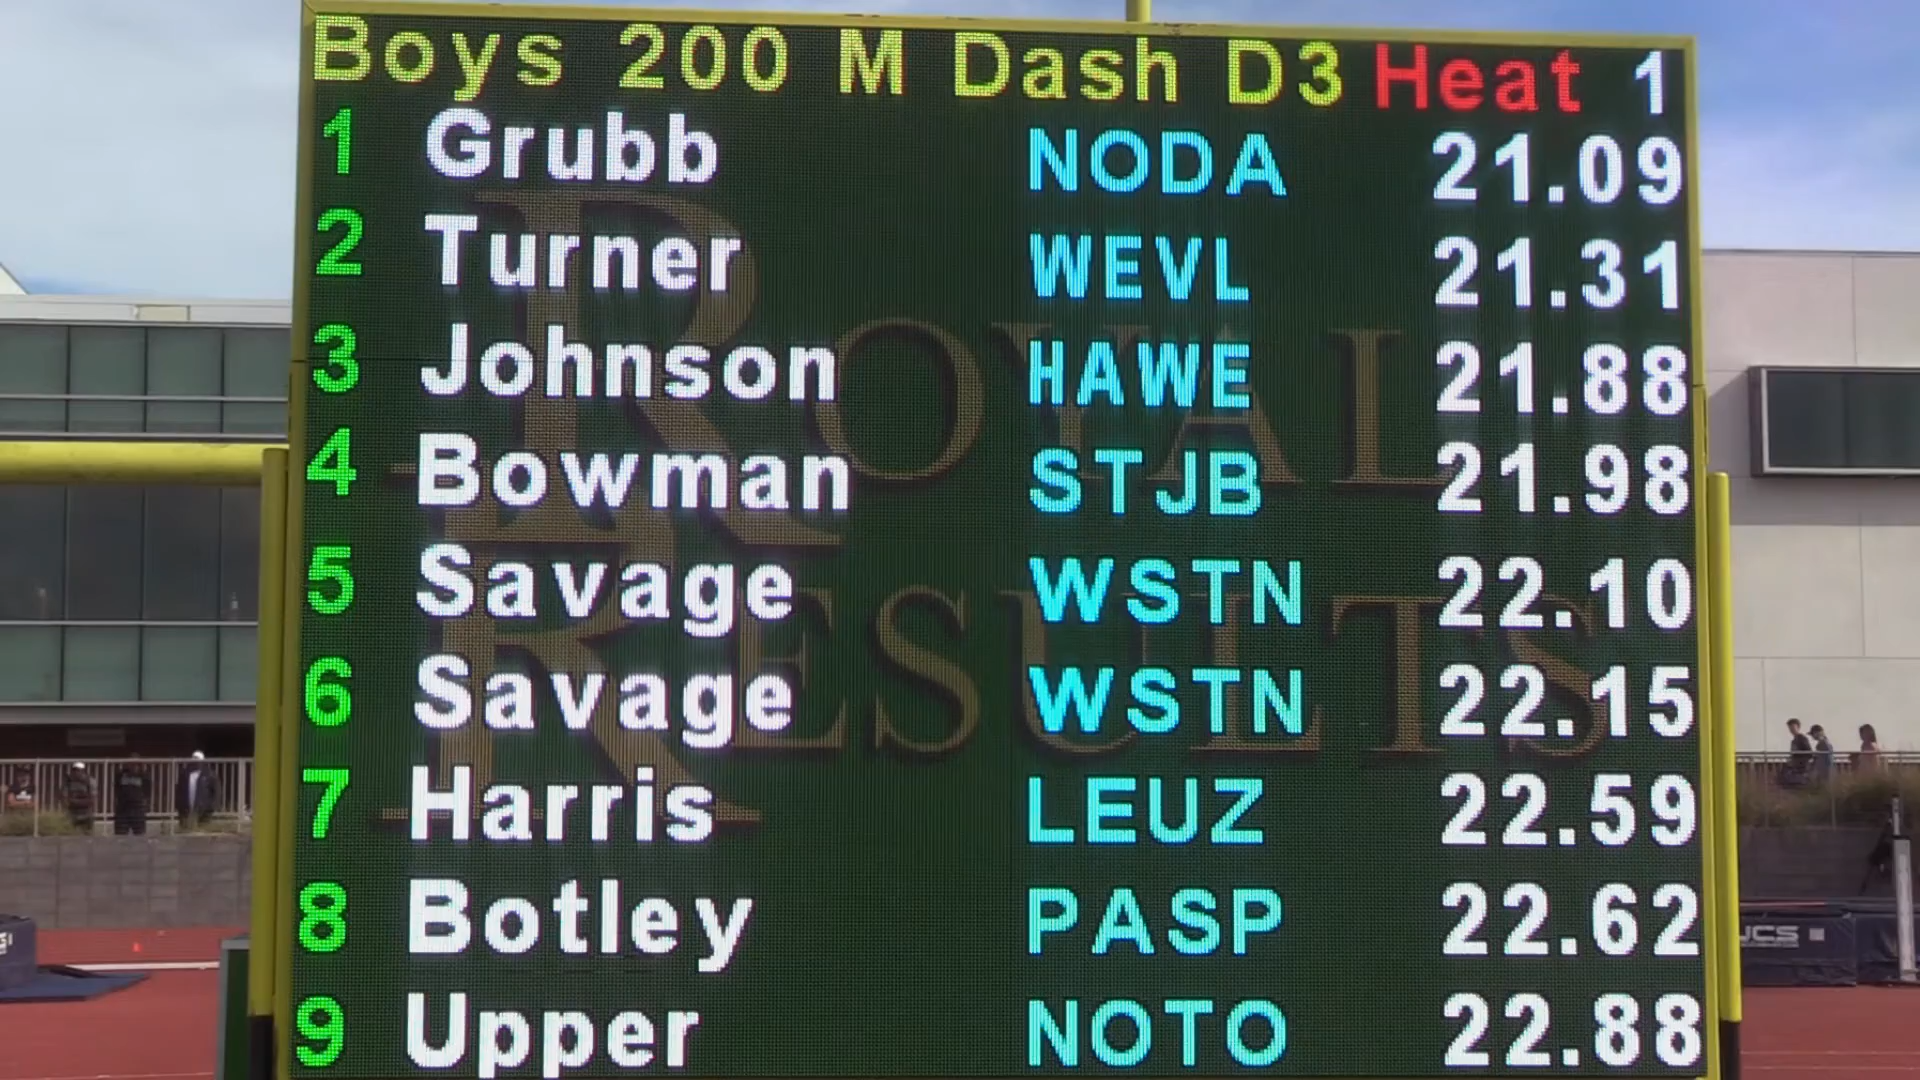 Boys 200 M Dash D3 Heat 1
1 Grubb NODA 21.09
2 Turner WEVL 21.31
3 Johnson HAWE 21.88
4 Bowman STJB 21.98
5 Savage WSTN 22.10
6 Savage WSTN 22.15
7 Harris LEUZ 22.59
8 Botley PASP 22.62
9 Upper NOTO 22.88
ROYAL
RESULTS
UCS